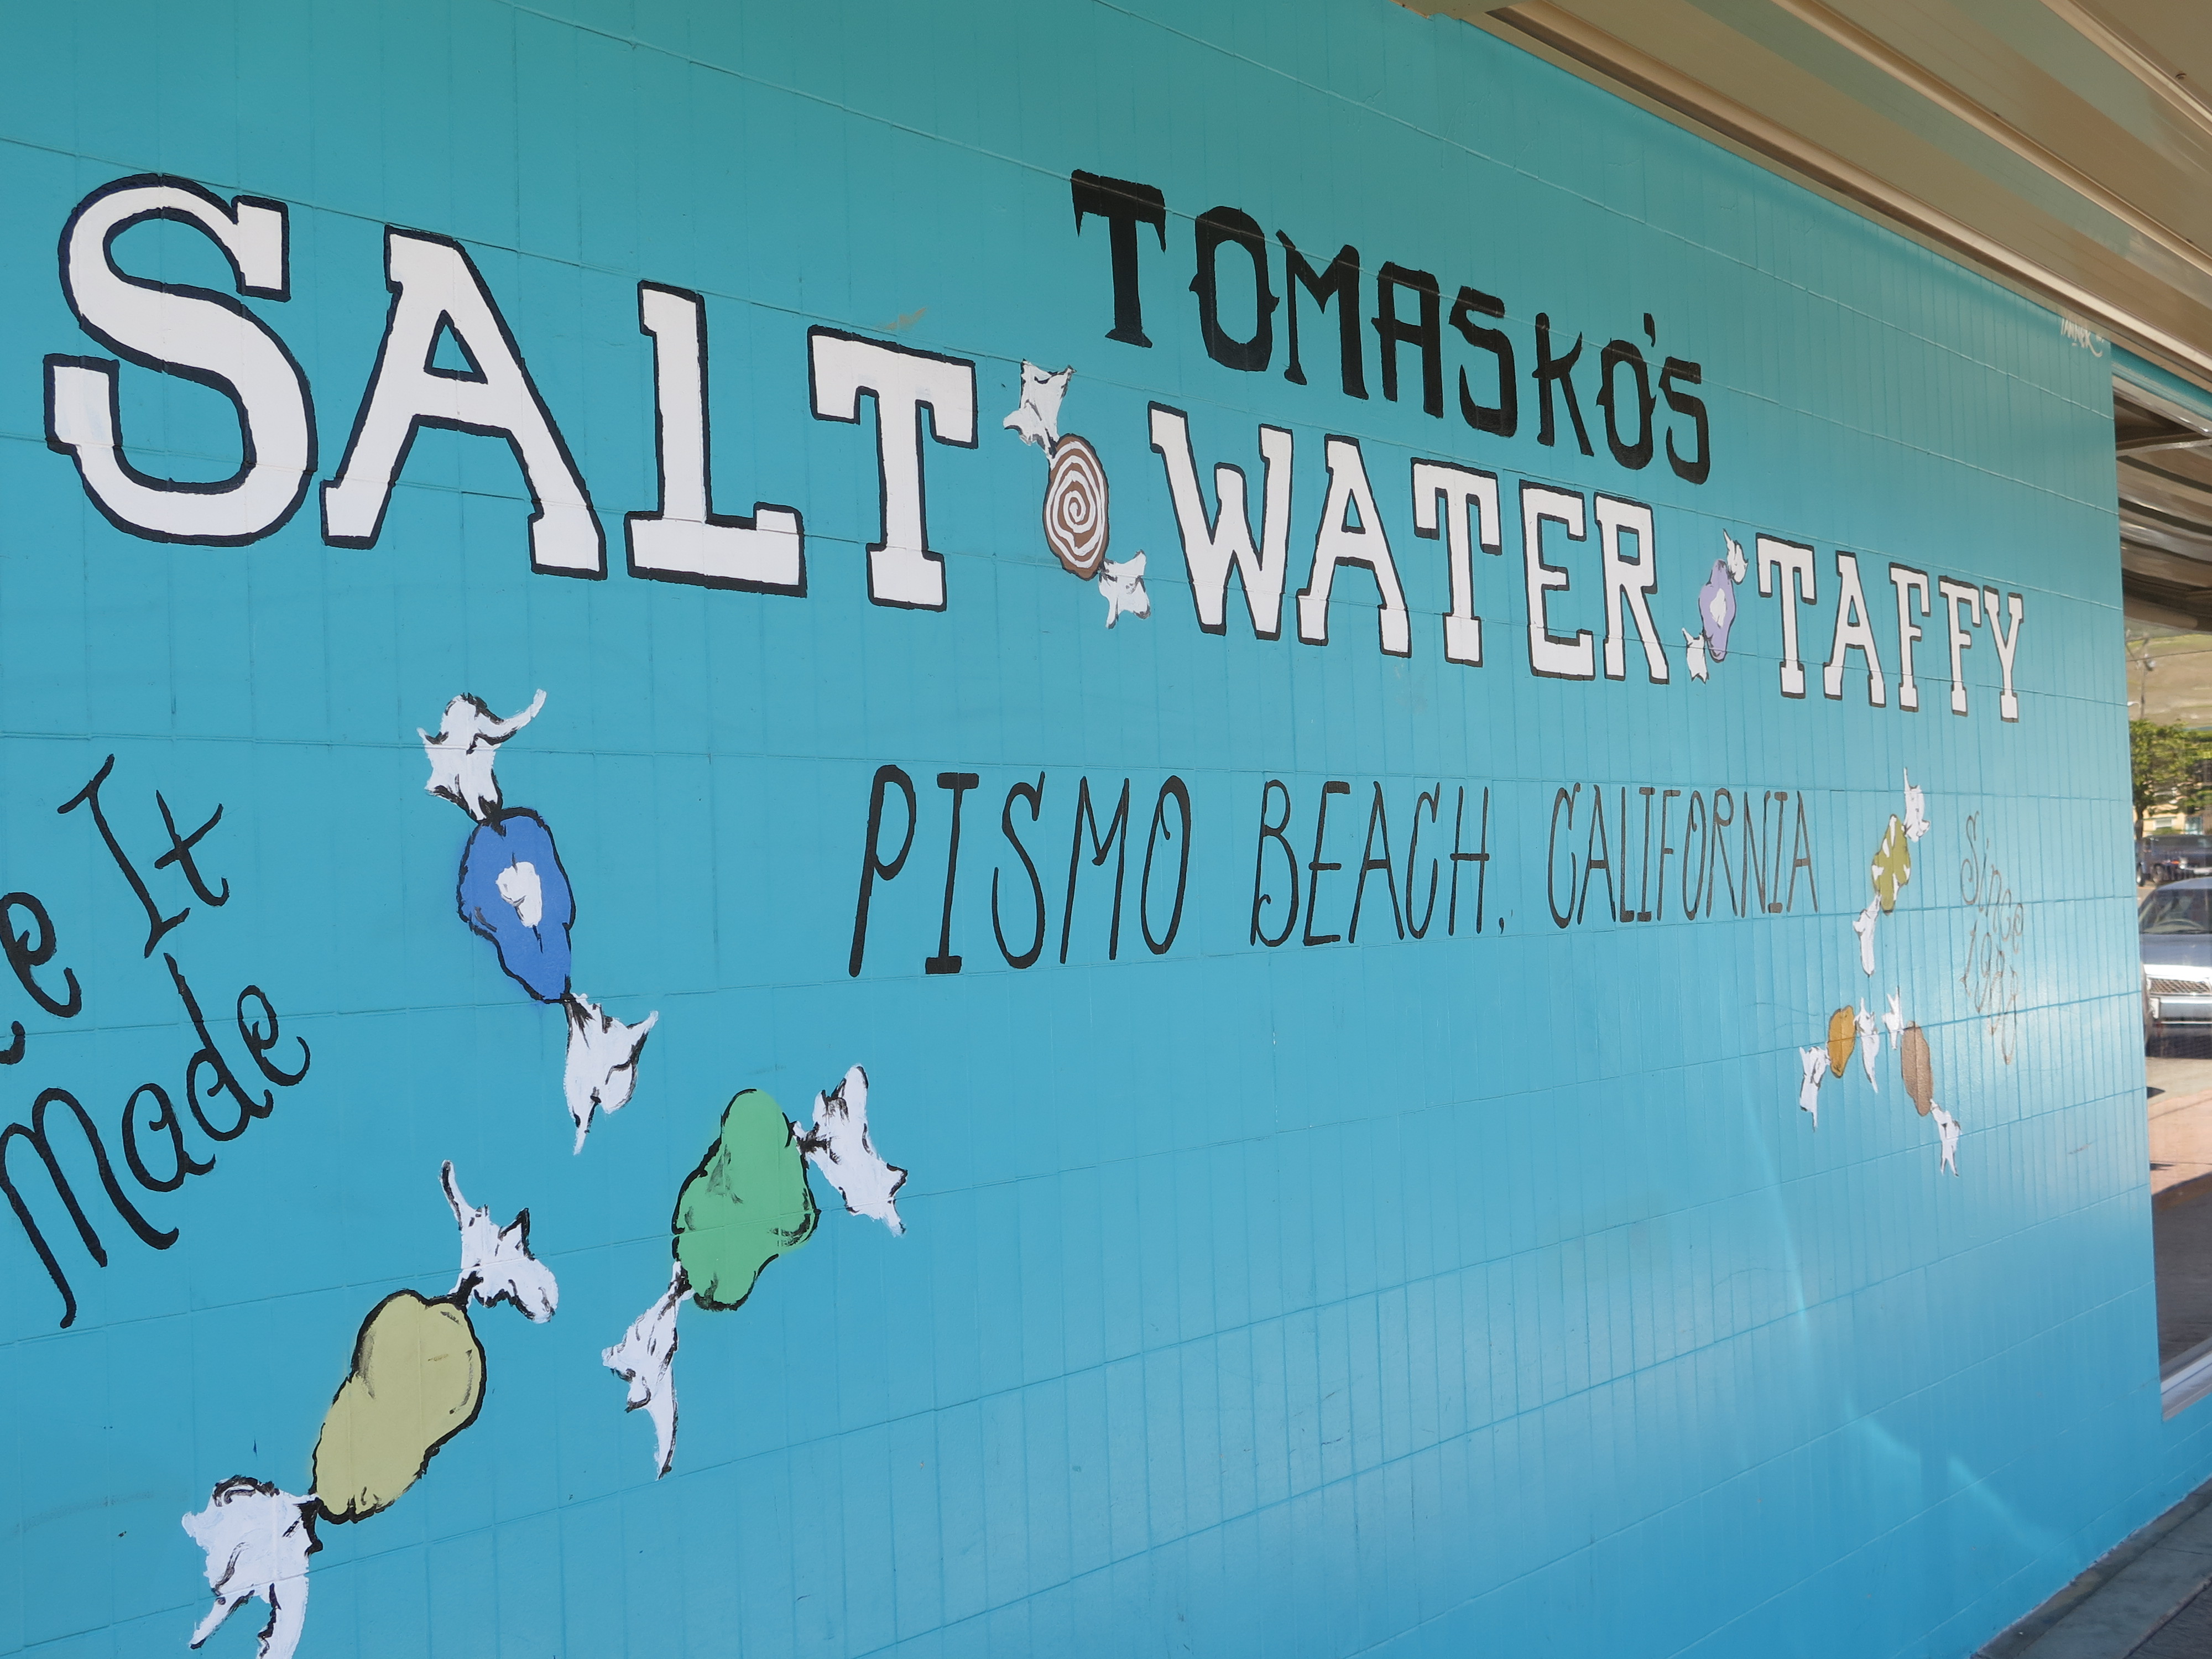 TOMASKO'S
SALT WATER TAFFY
PISMO BEACH, CALIFORNIA
It
Made
Since